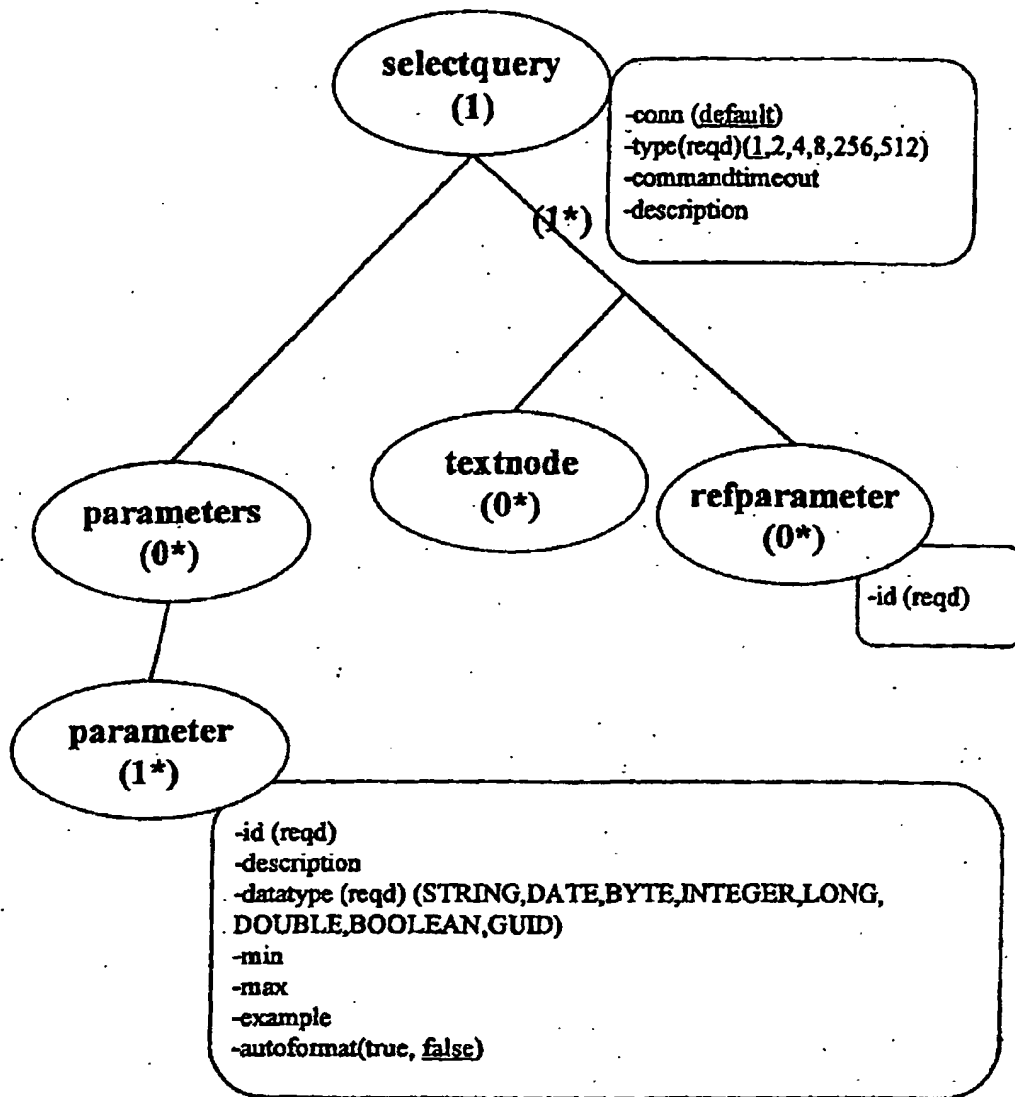 selectquery
(1)
-conn (default)
-type(reqd)(1,2,4,8,256,512)
-commandtimeout
-description
(1*)
parameters
(0*)
textnode
(0*)
refparameter
(0*)
-id (reqd)
parameter
(1*)
-id (reqd)
-description
-datatype (reqd) (STRING,DATE,BYTE,INTEGER,LONG,
DOUBLE,BOOLEAN,GUID)
-min
-max
-example
-autoformat(true, false)